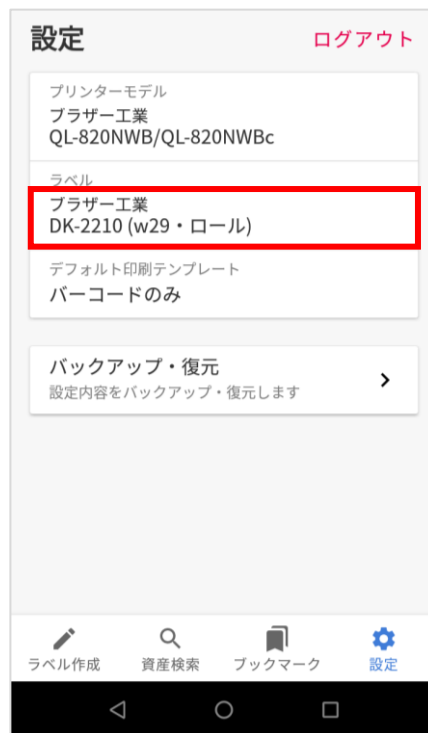 設定
ログアウト
プリンターモデル
ブラザー工業
QL-820NWB/QL-820NWBc
ラベル
ブラザー工業
DK-2210 (w29・ロール)
デフォルト印刷テンプレート
バーコードのみ
バックアップ・復元
設定内容をバックアップ・復元します
ラベル作成
資産検索
ブックマーク
設定